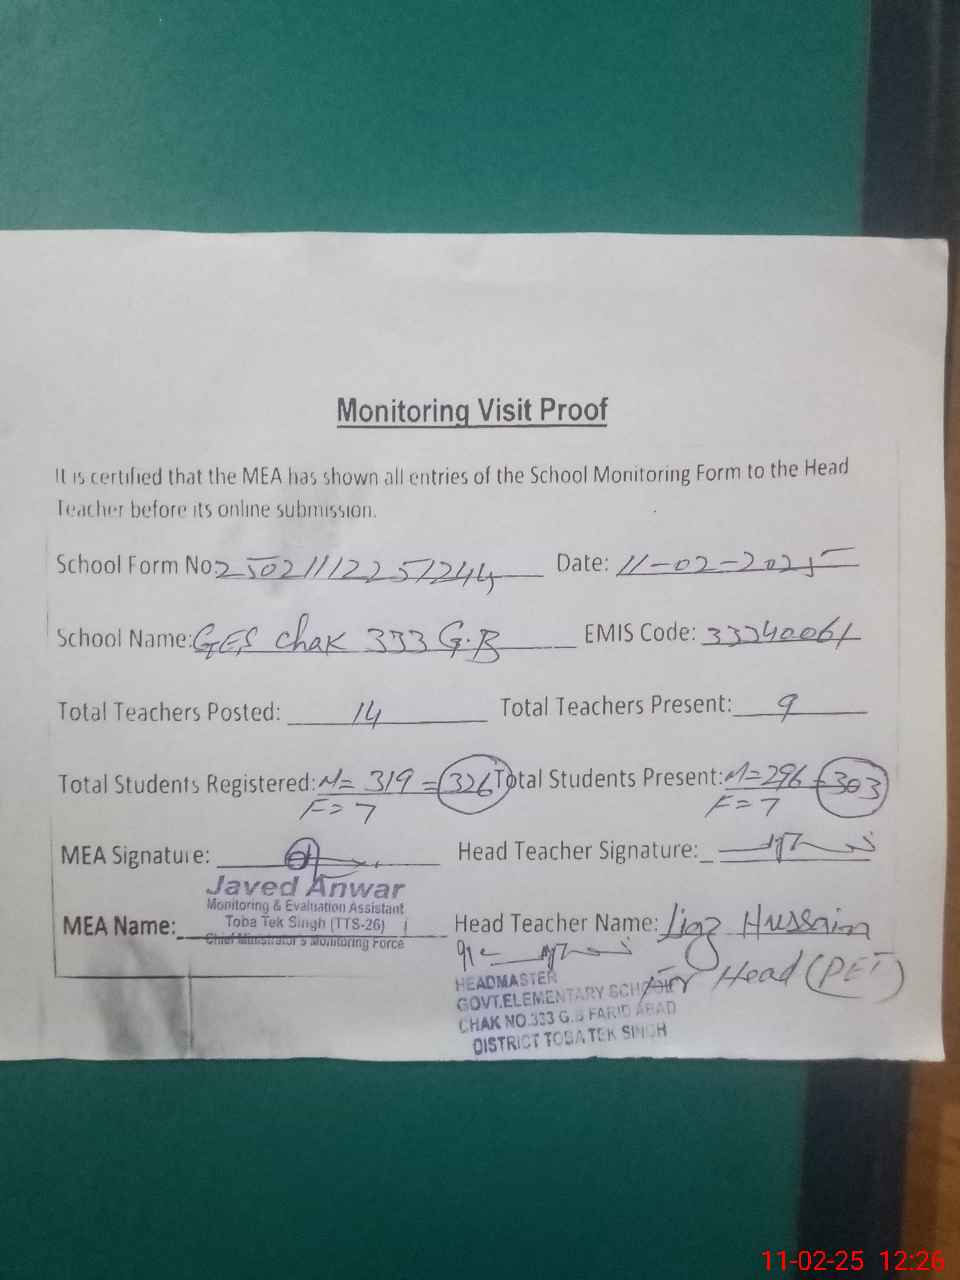 Monitoring Visit Proof
It is certified that the MEA has shown all entries of the School Monitoring Form to the Head
Teacher before its online submission.
School Form No: 250211122251244 Date: 11-02-2025
School Name: GES Chak 333 G.B EMIS Code: 33340061
Total Teachers Posted: 14 Total Teachers Present: 9
Total Students Registered: M= 319 = 326 Total Students Present: M=296 = 303
F= 7 F= 7
MEA Signature: Head Teacher Signature:
Javed Anwar
Monitoring & Evaluation Assistant
Toba Tek Singh (TTS-26)
Chief Ministrator's Monitoring Force
MEA Name: Head Teacher Name: Liaz Hussain
For Head (PET)
HEADMASTER
GOVT.ELEMENTARY SCHOOL
CHAK NO.333 G.B FARID ABAD
DISTRICT TOBA TEK SINGH
11-02-25 12:26